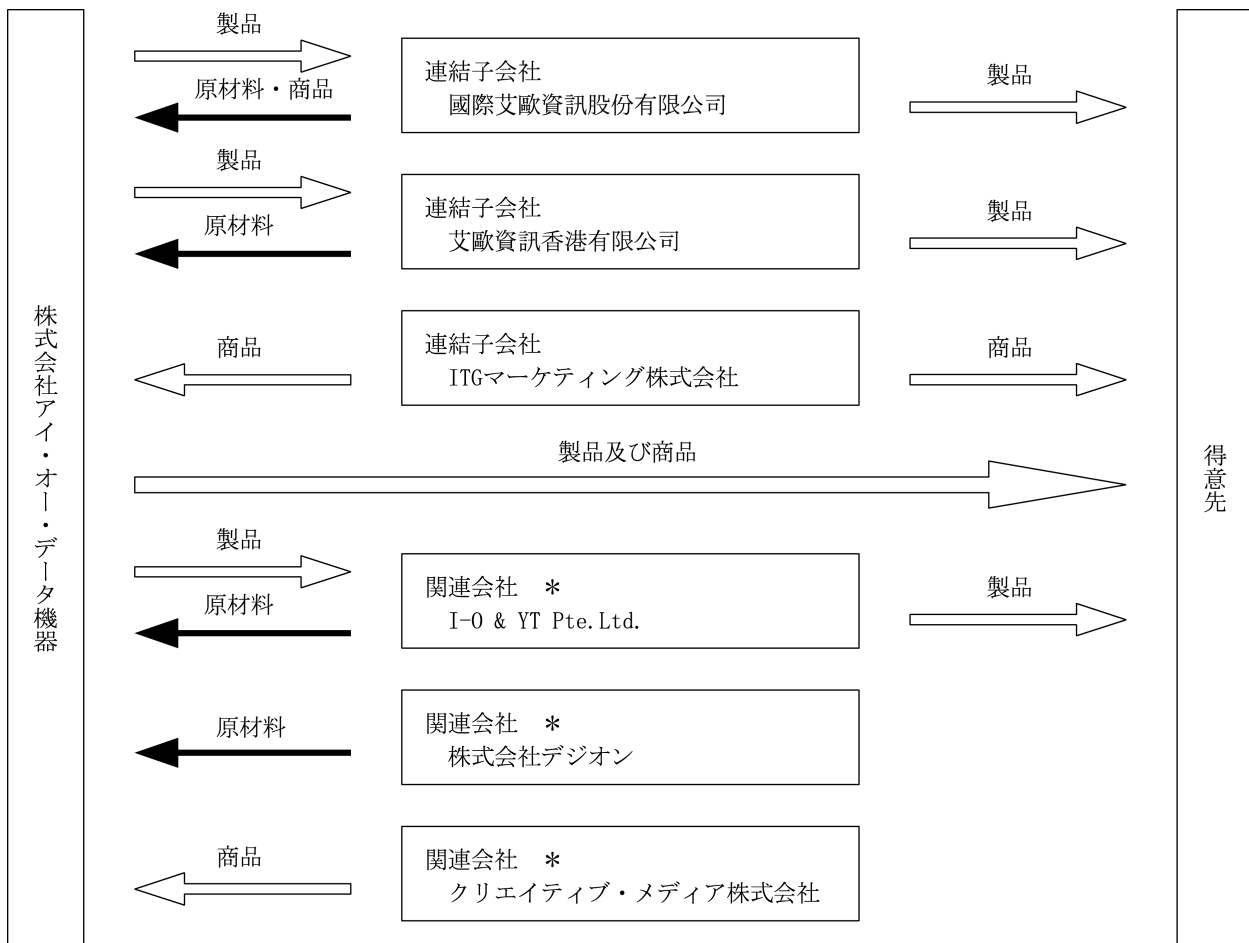 株式会社アイ・オー・データ機器
製品
原材料・商品
連結子会社
國際艾歐資訊股份有限公司
製品
製品
原材料
連結子会社
艾歐資訊香港有限公司
製品
商品
連結子会社
ITGマーケティング株式会社
商品
製品及び商品
得意先
製品
原材料
関連会社　＊
I-O & YT Pte.Ltd.
製品
原材料
関連会社　＊
株式会社デジオン
商品
関連会社　＊
クリエイティブ・メディア株式会社